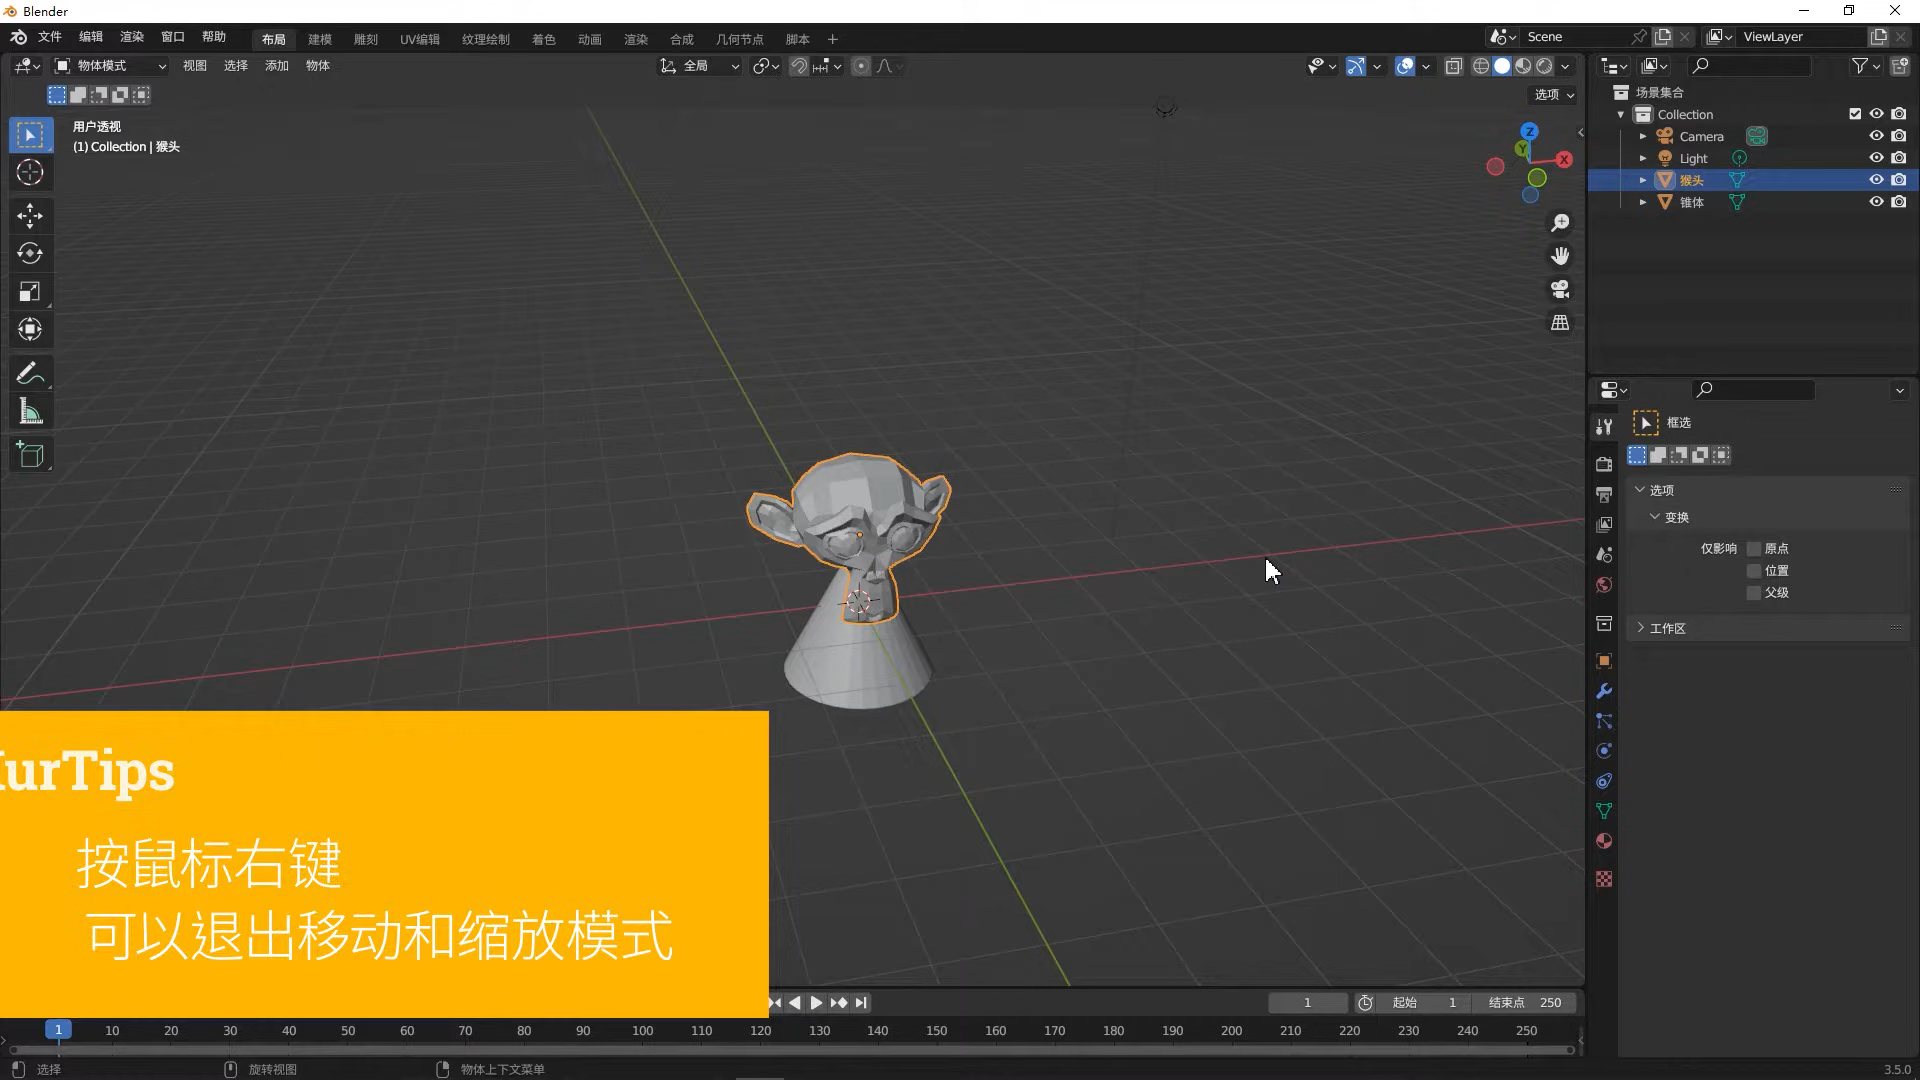 Blender
文件 编辑 渲染 窗口 帮助 布局 建模 雕刻 UV编辑 纹理绘制 着色 动画 渲染 合成 几何节点 脚本 + Scene ViewLayer
物体模式 视图 选择 添加 物体 全局
选项
用户透视
(1) Collection | 猴头
Z
Y
X
场景集合
Collection
Camera
Light
猴头
锥体
框选
选项
变换
仅影响 原点
位置
父级
工作区
urTips
按鼠标右键
可以退出移动和缩放模式
1 起始 1 结束点 250
1 10 20 30 40 50 60 70 80 90 100 110 120 130 140 150 160 170 180 190 200 210 220 230 240 250
选择 旋转视图 物体上下文菜单 3.5.0